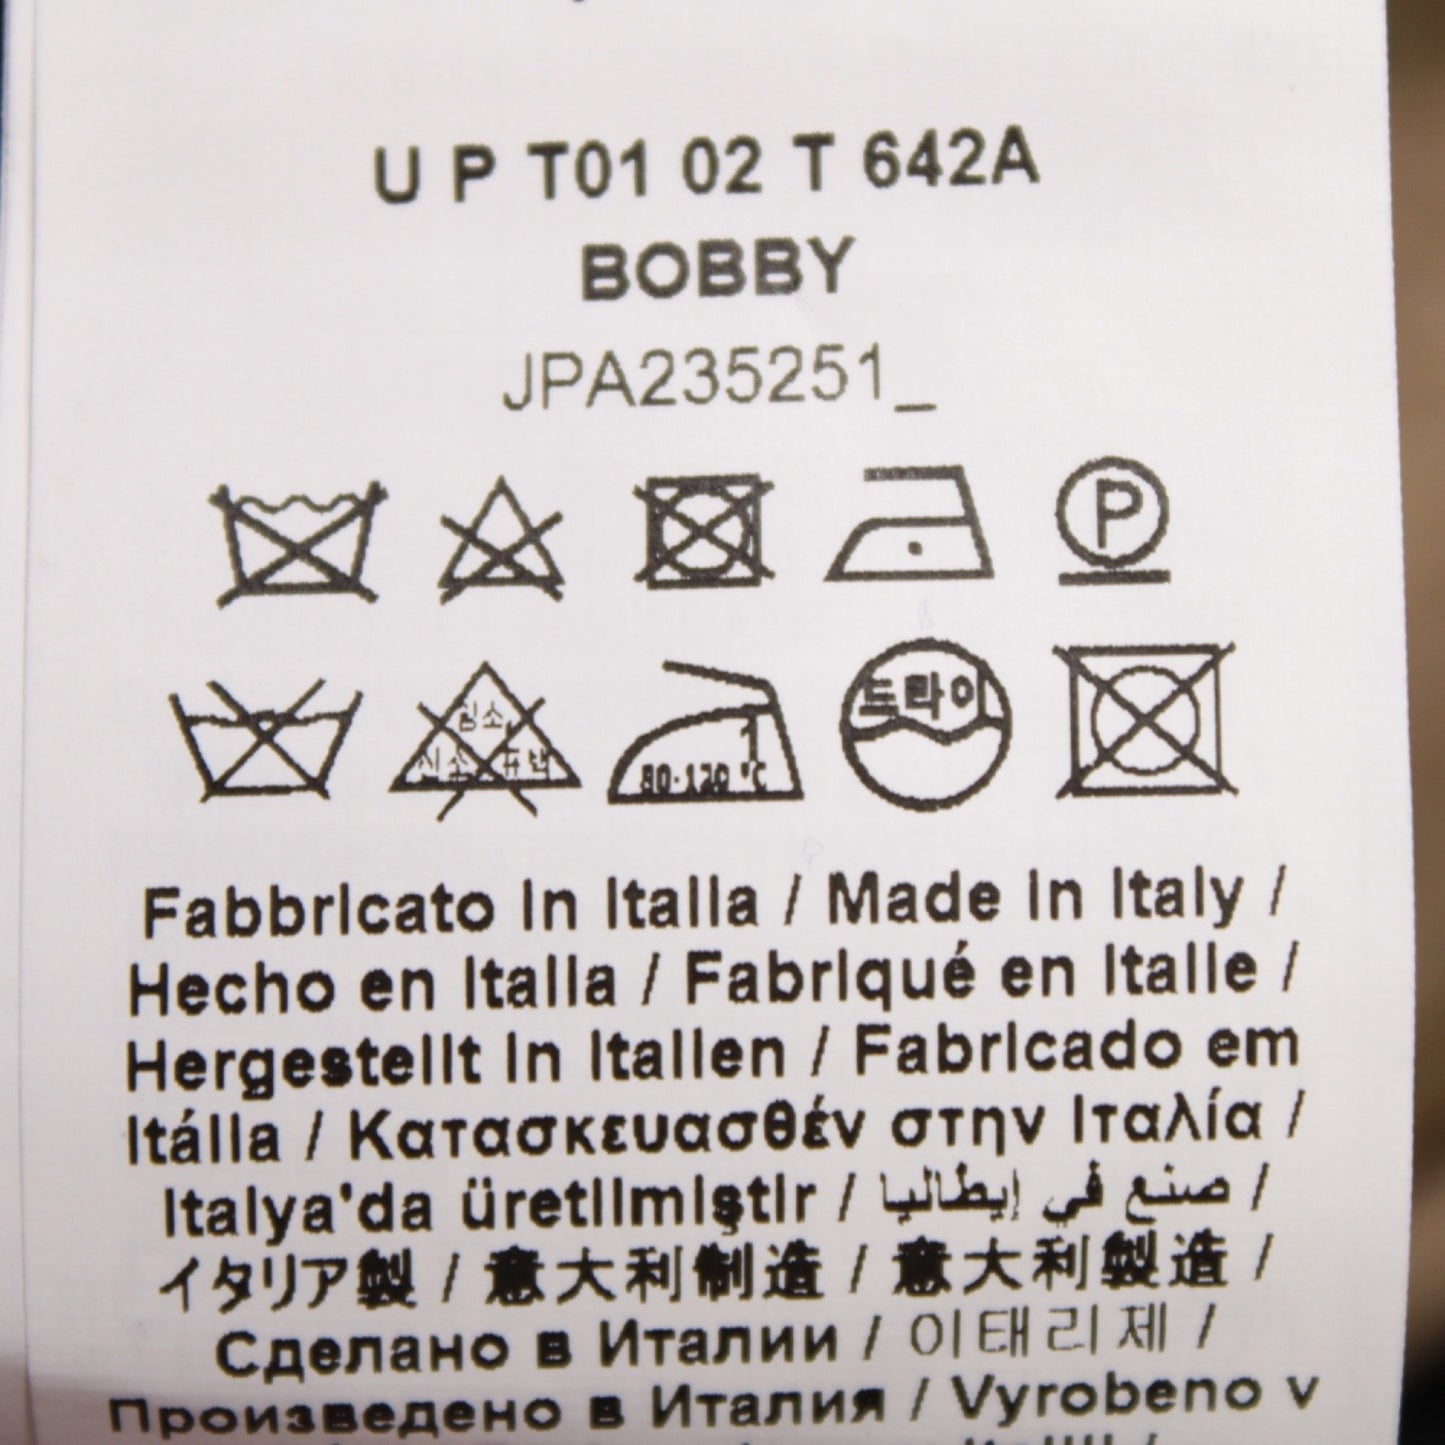 U P T01 02 T 642A
BOBBY
JPA235251_
P
드라이
80-120 °C
Fabbricato in Italia / Made in Italy /
Hecho en Italia / Fabriqué en Italie /
Hergestellt in Italien / Fabricado em
Itália / Κατασκευασθέν στην Ιταλία /
Italya'da üretilmiştir / صنع في إيطاليا /
イタリア製 / 意大利制造 / 意大利製造 /
Сделано в Италии / 이태리제 /
Произведено в Италия / Vyrobeno v